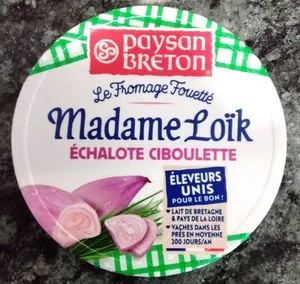 paysan
BRETON
Le Fromage Fouetté
Madame Loïk
ÉCHALOTE CIBOULETTE
ÉLEVEURS
UNIS
POUR LE BON !
• LAIT DE BRETAGNE
& PAYS DE LA LOIRE
• VACHES DANS LES
PRÉS EN MOYENNE
200 JOURS/AN